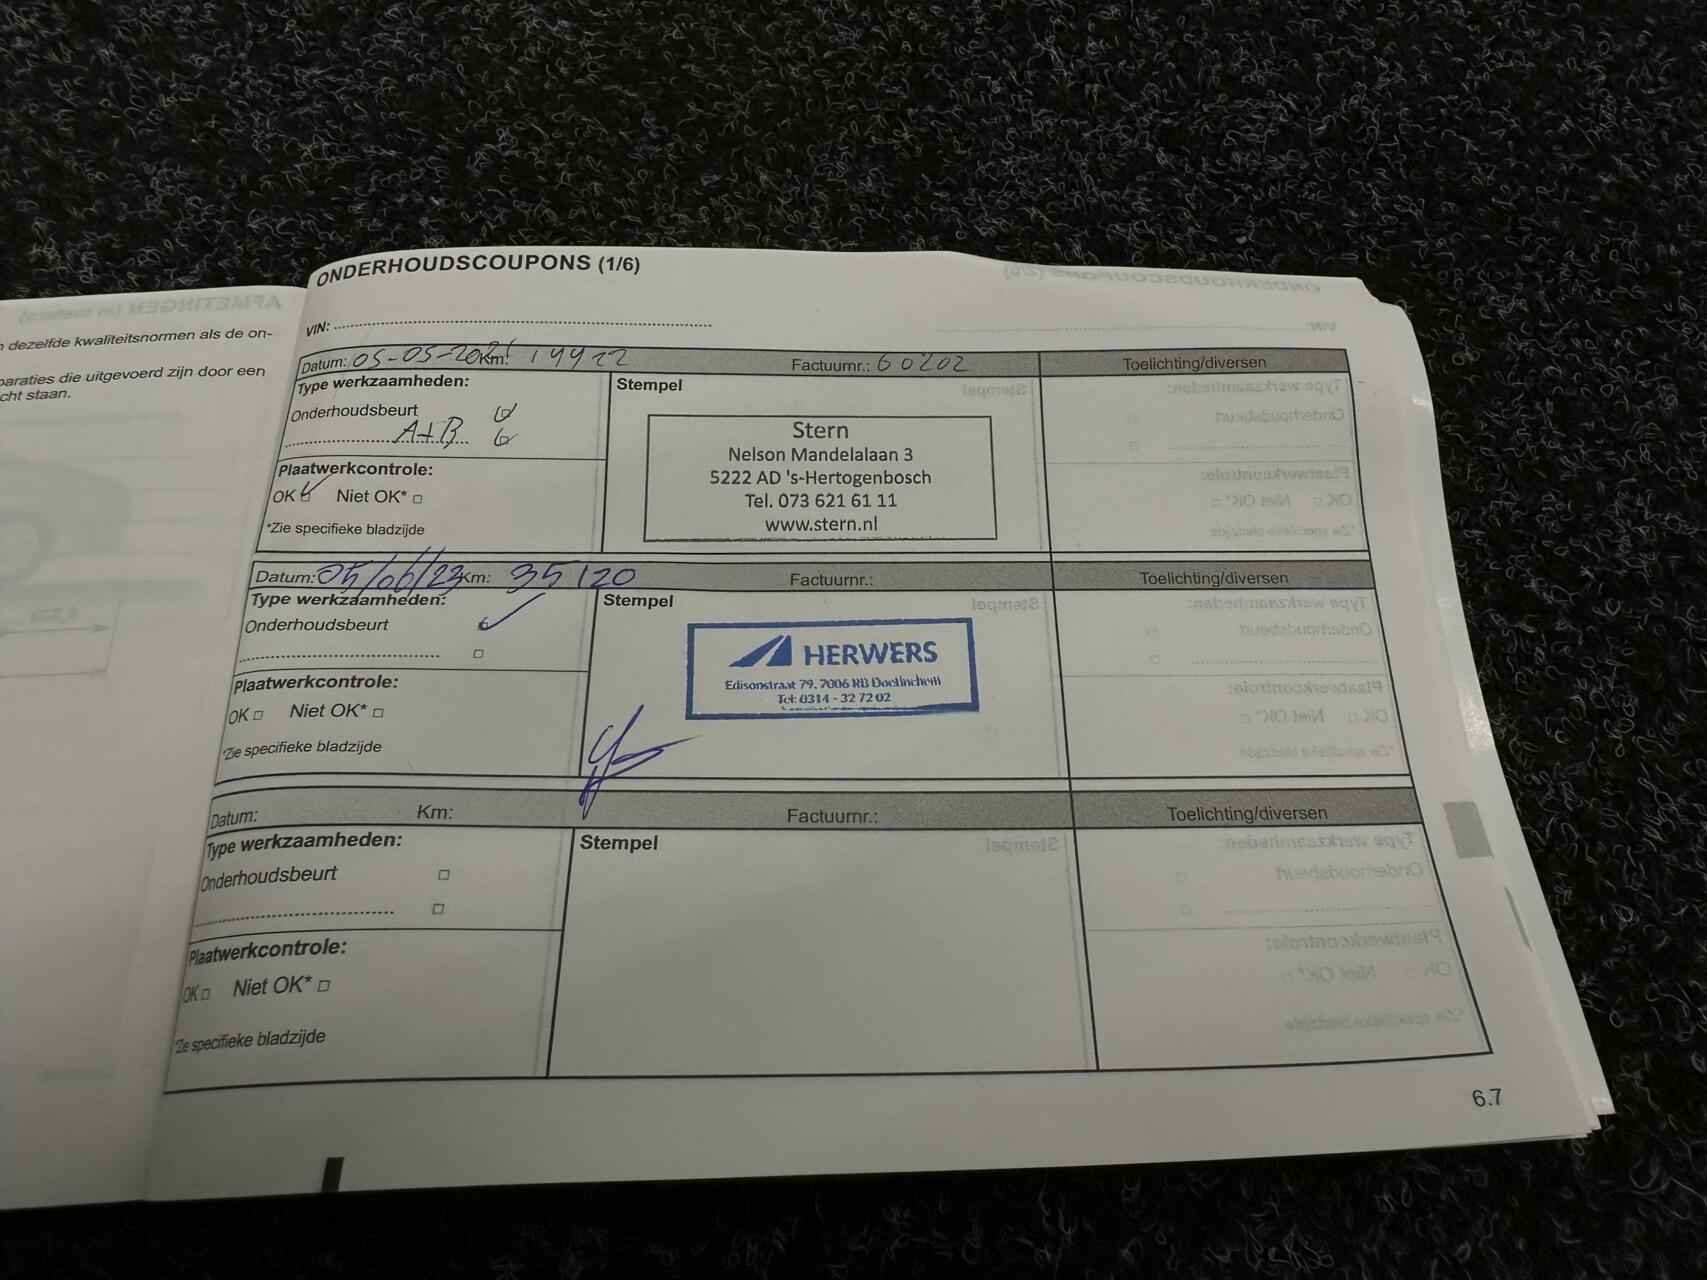 AFMETINGEN (in meters)
n dezelfde kwaliteitsnormen als de on-
paraties die uitgevoerd zijn door een
cht staan.
ONDERHOUDSCOUPONS (1/6)
VIN:
Datum: 05-05-2021 Km: 19922 Factuurnr.: 60202 Toelichting/diversen
Type werkzaamheden: Stempel
Onderhoudsbeurt
A+B
Plaatwerkcontrole:
OK Niet OK*
*Zie specifieke bladzijde
Stern
Nelson Mandelalaan 3
5222 AD 's-Hertogenbosch
Tel. 073 621 61 11
www.stern.nl
Datum: 05/06/23 Km: 35120 Factuurnr.: Toelichting/diversen
Type werkzaamheden: Stempel
Onderhoudsbeurt
Plaatwerkcontrole:
OK Niet OK*
*Zie specifieke bladzijde
HERWERS
Edisonstraat 79, 7006 RB Doetinchem
Tel: 0314 - 32 72 02
Datum: Km: Factuurnr.: Toelichting/diversen
Type werkzaamheden: Stempel
Onderhoudsbeurt
Plaatwerkcontrole:
OK Niet OK*
*Zie specifieke bladzijde
6.7